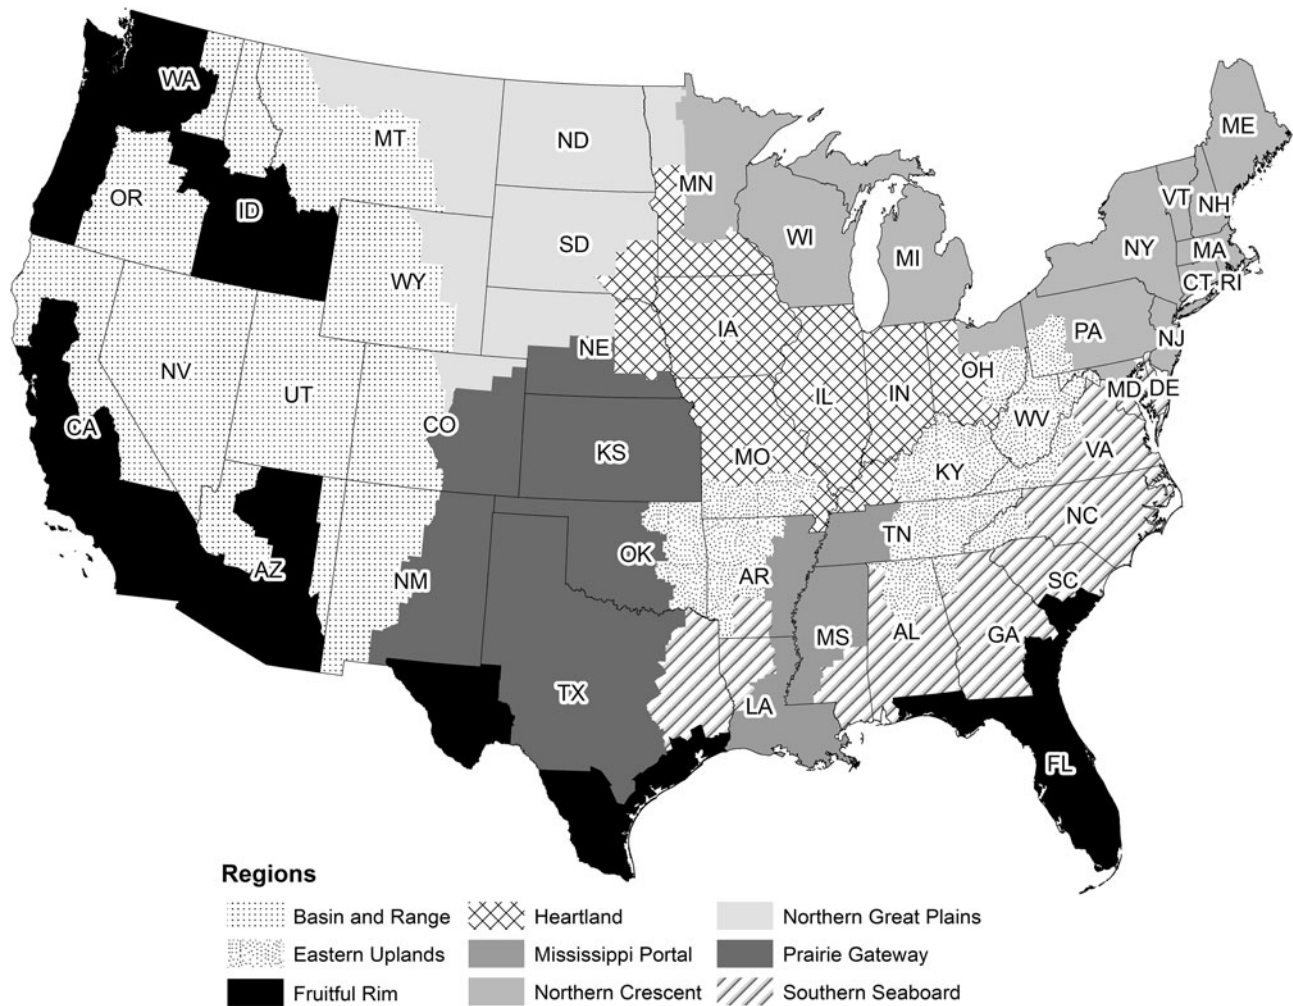 WA
ME
MT
ND
MN
VT
NH
OR
ID
SD
WI
NY
MA
MI
WY
CT
RI
IA
PA
NJ
NE
OH
NV
UT
IL
IN
MD
DE
CO
WV
CA
KS
MO
VA
KY
NC
OK
TN
AZ
NM
AR
SC
MS
AL
GA
TX
LA
FL
Regions
Basin and Range
Heartland
Northern Great Plains
Eastern Uplands
Mississippi Portal
Prairie Gateway
Fruitful Rim
Northern Crescent
Southern Seaboard